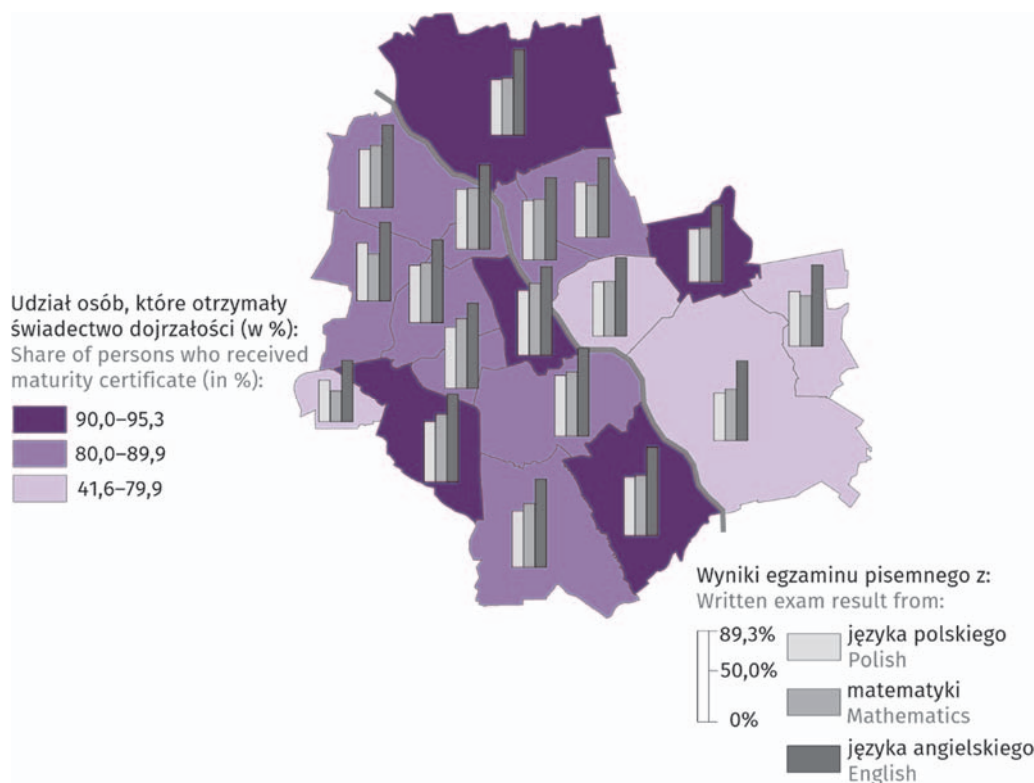 Udział osób, które otrzymały
świadectwo dojrzałości (w %):
Share of persons who received
maturity certificate (in %):
90,0–95,3
80,0–89,9
41,6–79,9
Wyniki egzaminu pisemnego z:
Written exam result from:
89,3%
50,0%
0%
języka polskiego
Polish
matematyki
Mathematics
języka angielskiego
English